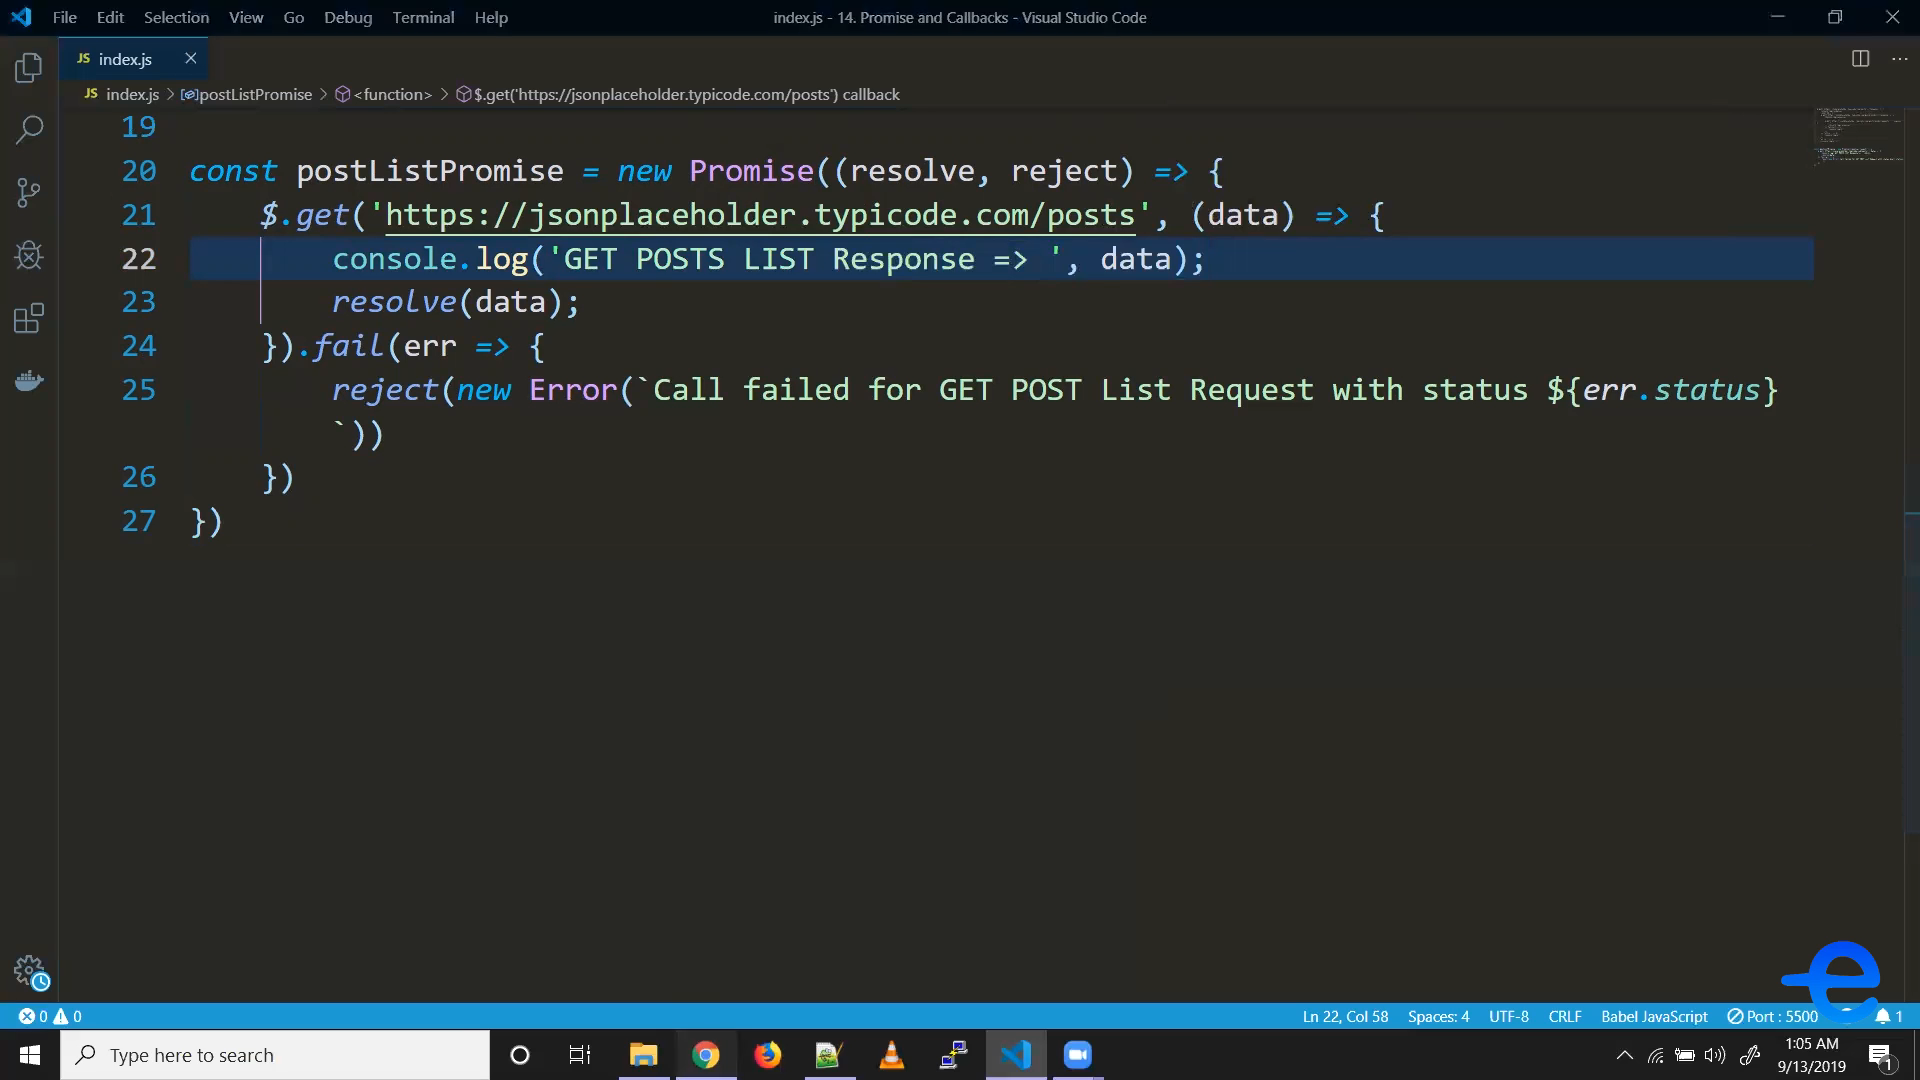 File Edit Selection View Go Debug Terminal Help
index.js - 14. Promise and Callbacks - Visual Studio Code
JS index.js
JS index.js > postListPromise > <function> > $.get('https://jsonplaceholder.typicode.com/posts') callback
19
20 const postListPromise = new Promise((resolve, reject) => {
21 $.get('https://jsonplaceholder.typicode.com/posts', (data) => {
22 console.log('GET POSTS LIST Response => ', data);
23 resolve(data);
24 }).fail(err => {
25 reject(new Error(`Call failed for GET POST List Request with status ${err.status}
`))
26 })
27 })
0 0
Ln 22, Col 58 Spaces: 4 UTF-8 CRLF Babel JavaScript Port : 5500 1
Type here to search
1:05 AM
9/13/2019
1